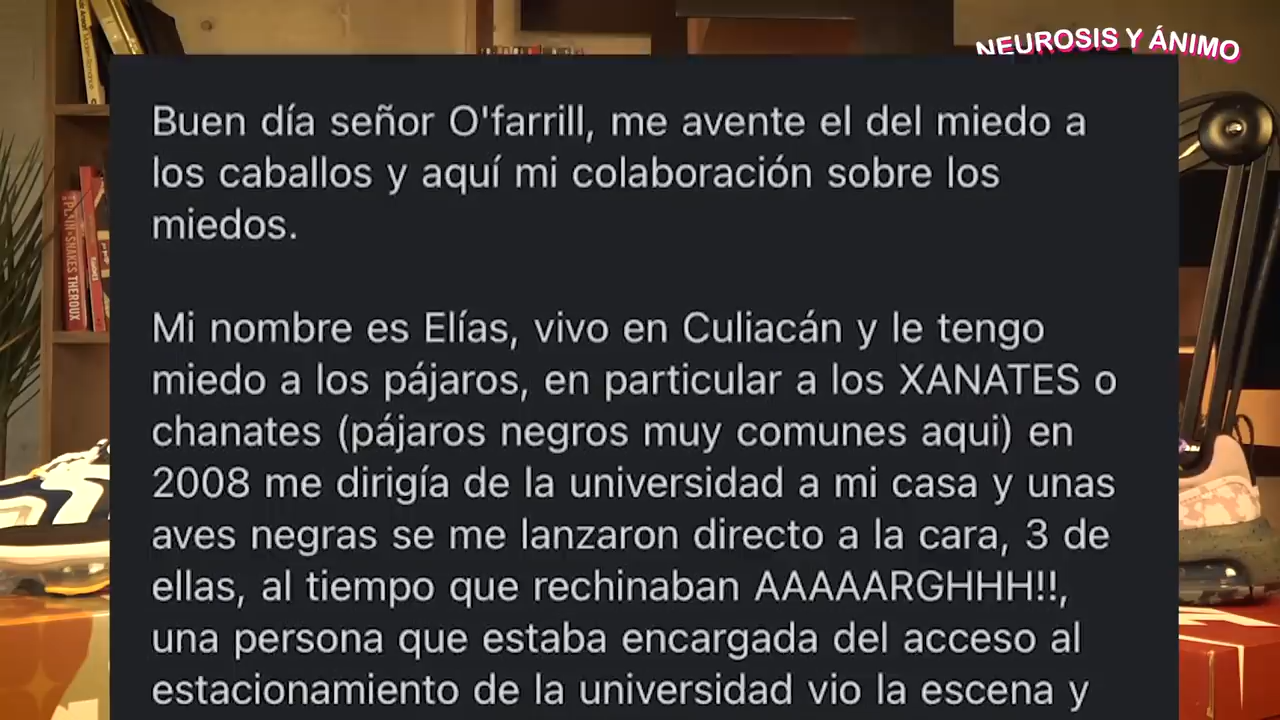 NEUROSIS Y ÁNIMO
Buen día señor O'farrill, me avente el del miedo a
los caballos y aquí mi colaboración sobre los
miedos.
Mi nombre es Elías, vivo en Culiacán y le tengo
miedo a los pájaros, en particular a los XANATES o
chanates (pájaros negros muy comunes aqui) en
2008 me dirigía de la universidad a mi casa y unas
aves negras se me lanzaron directo a la cara, 3 de
ellas, al tiempo que rechinaban AAAAARGHHH!!,
una persona que estaba encargada del acceso al
estacionamiento de la universidad vio la escena y
PLAIN SNAKES THEROUX